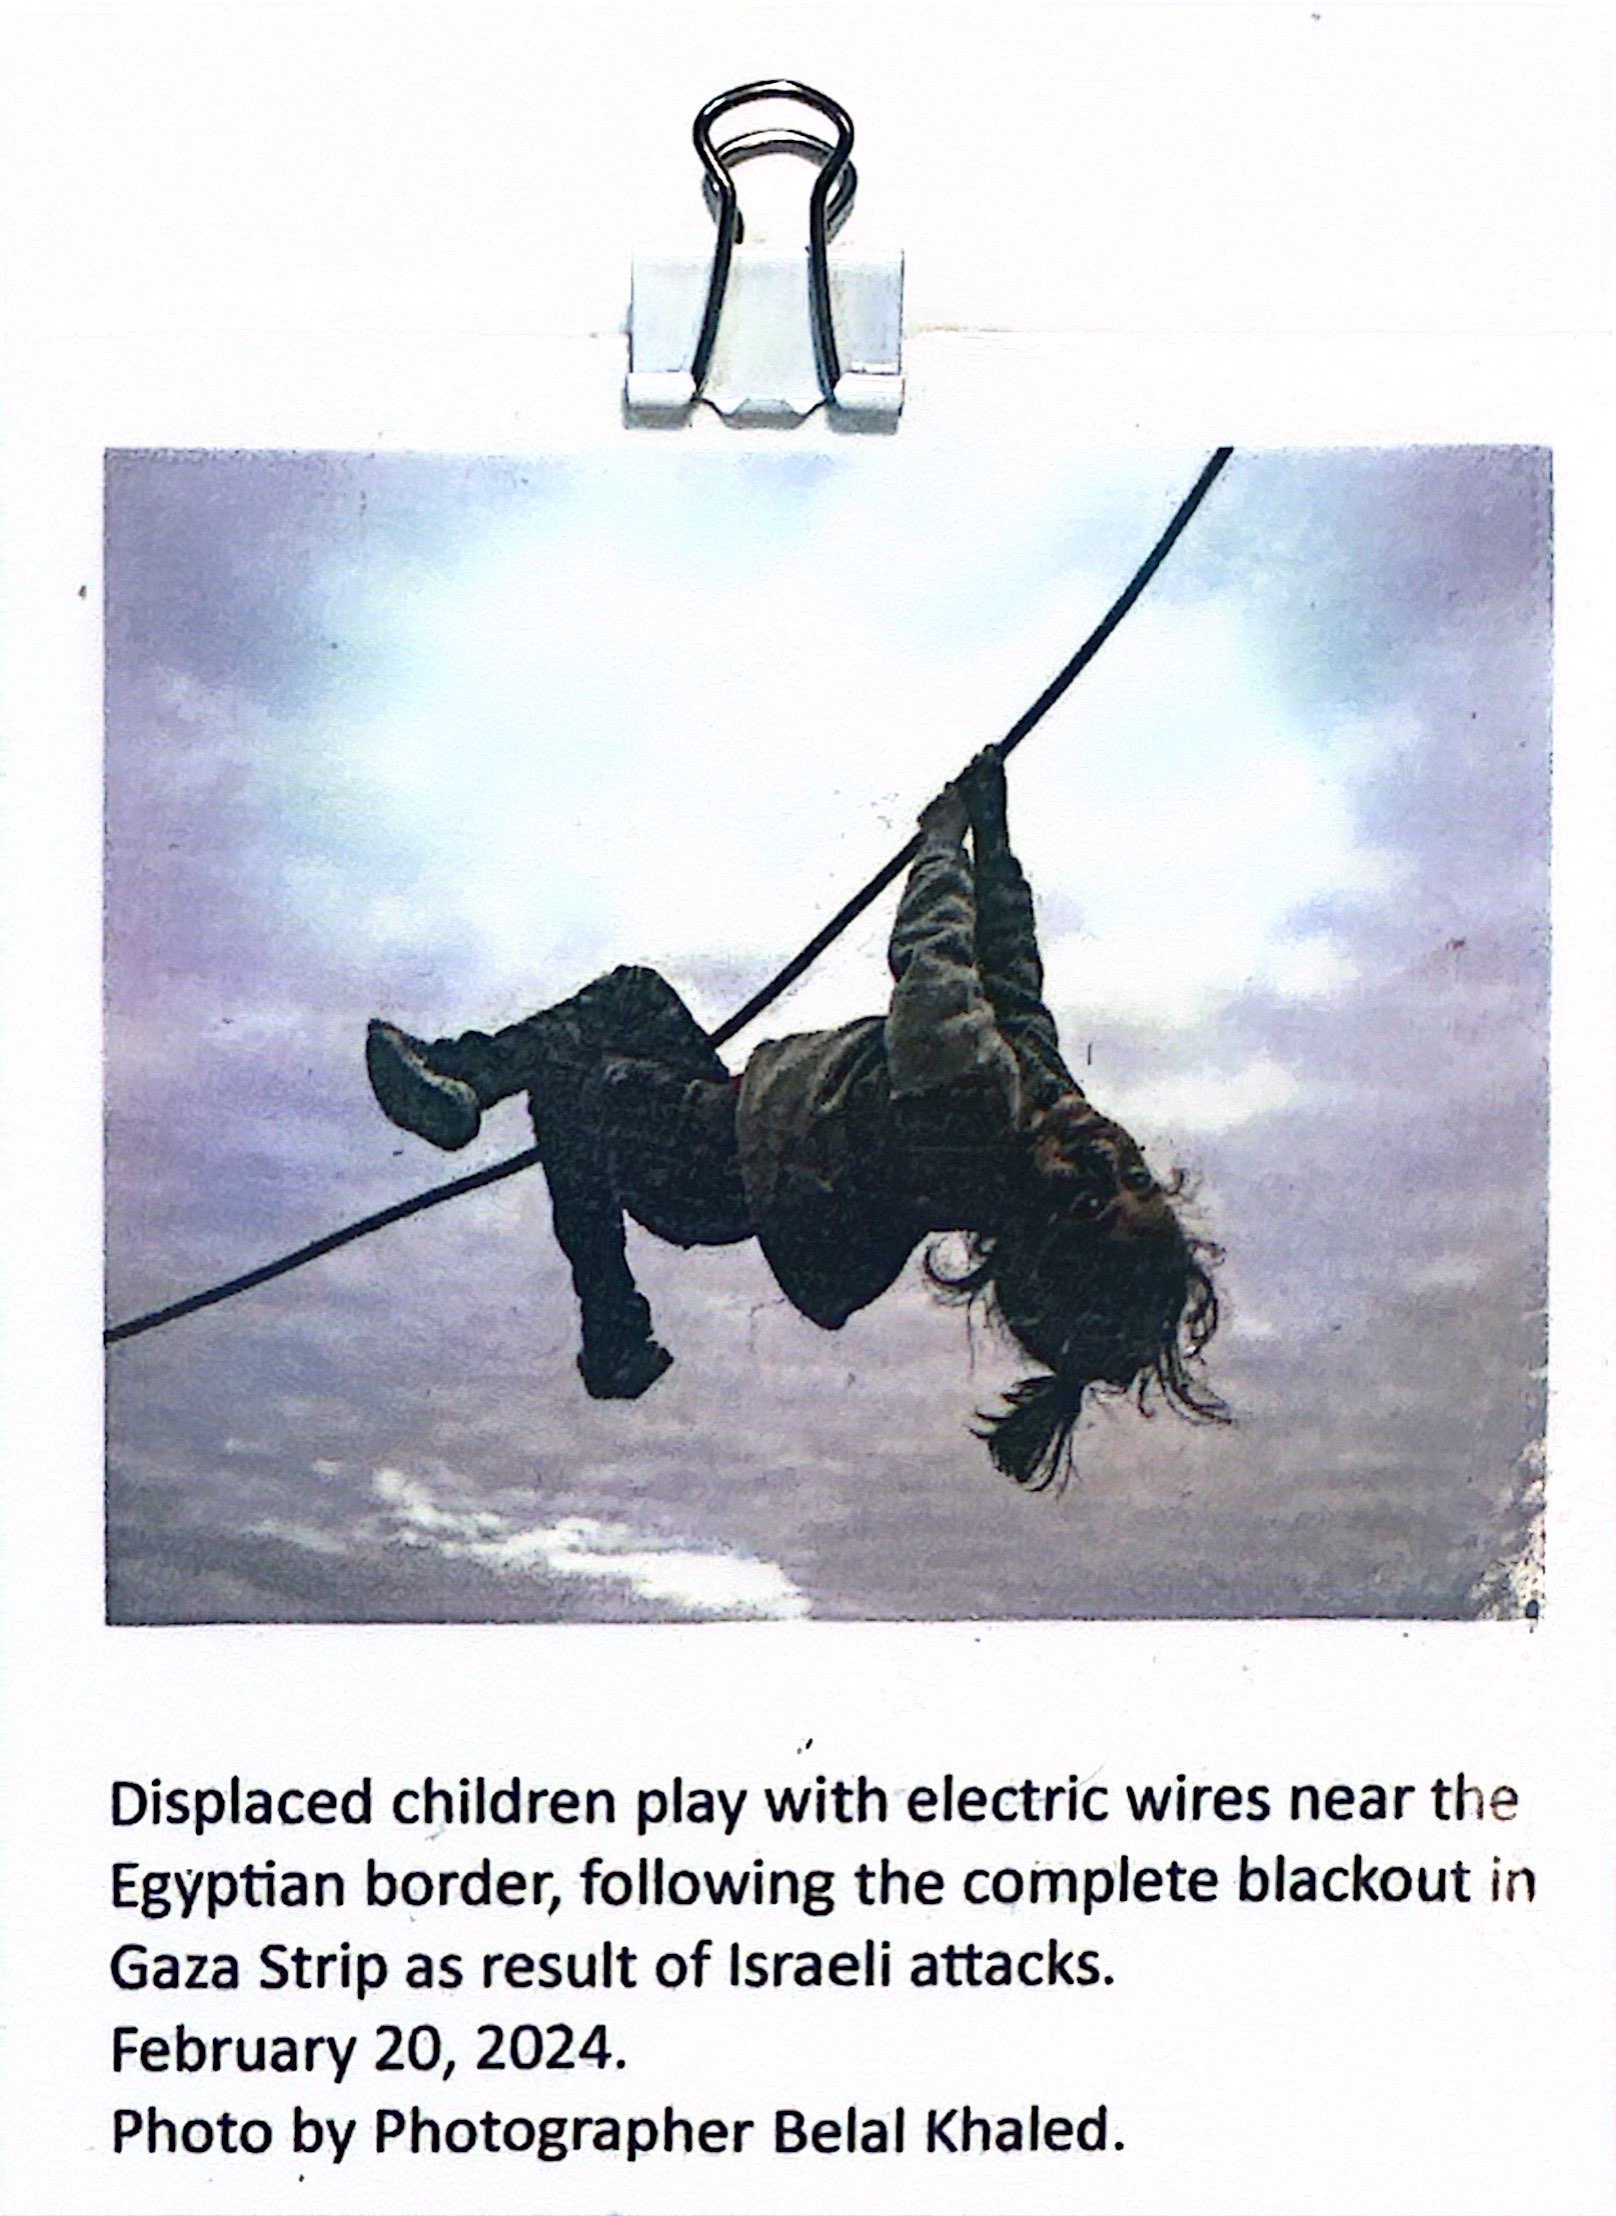 Displaced children play with electric wires near the
Egyptian border, following the complete blackout in
Gaza Strip as result of Israeli attacks.
February 20, 2024.
Photo by Photographer Belal Khaled.